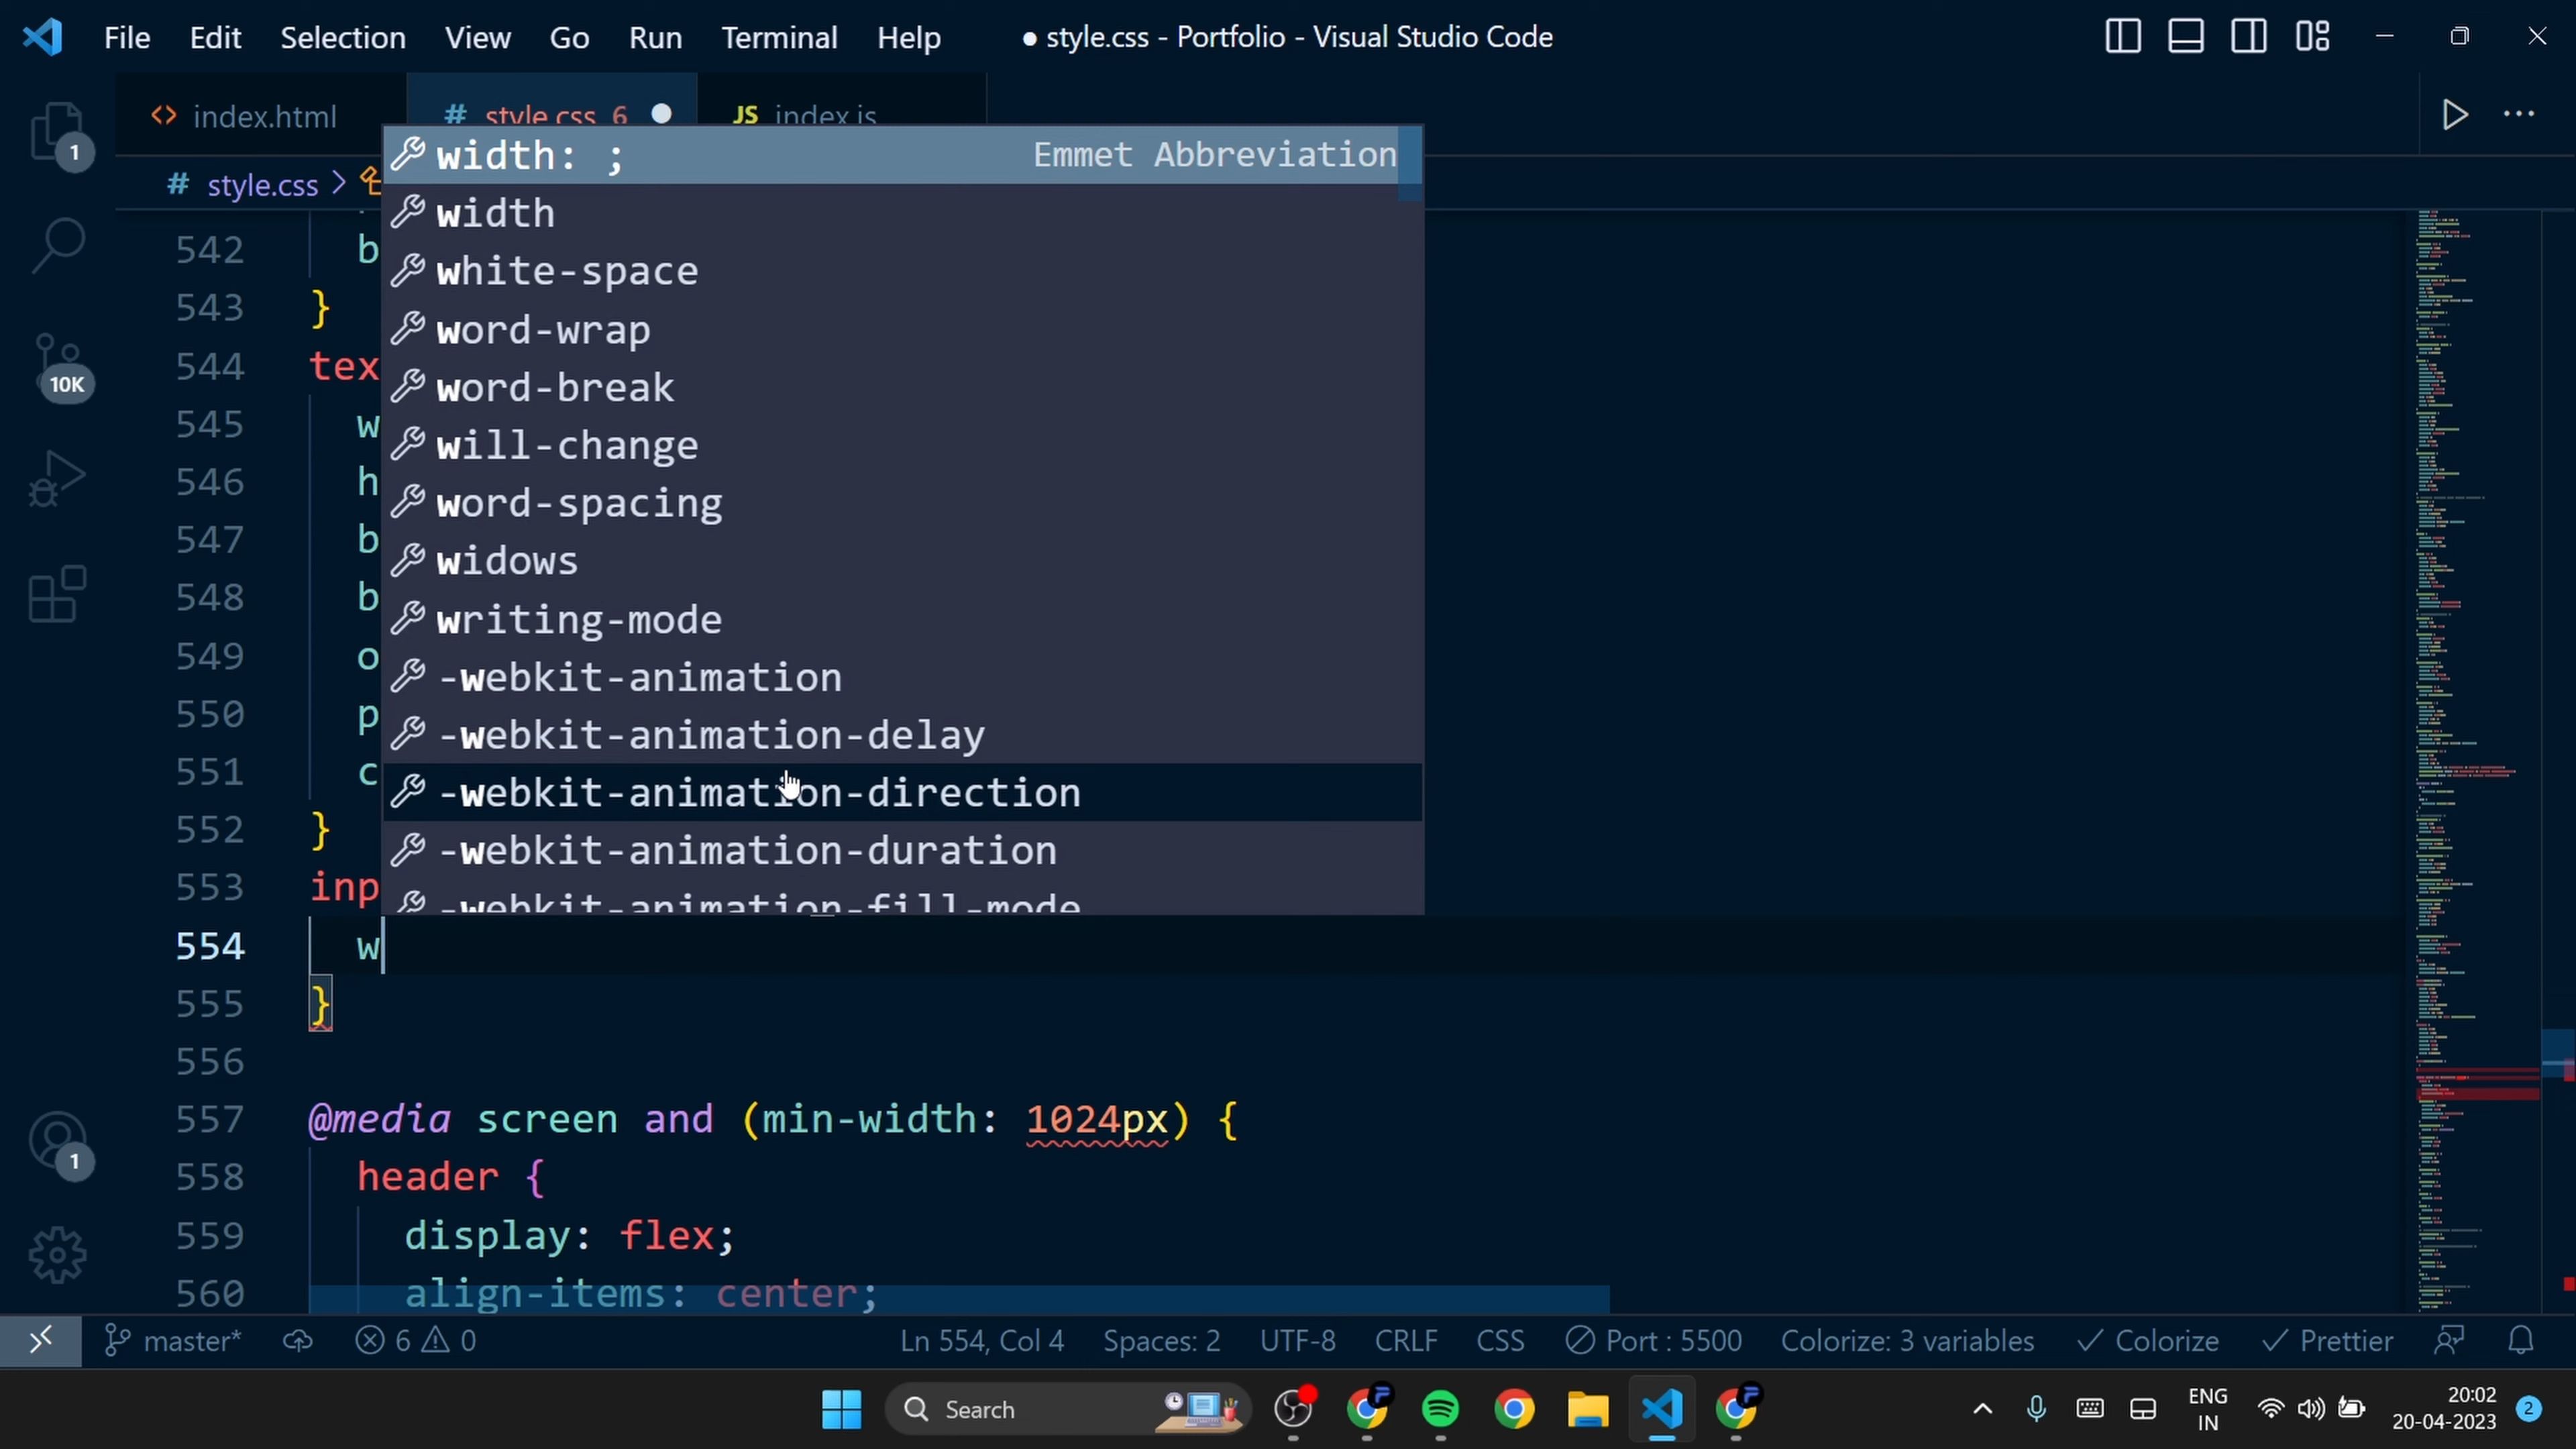 File Edit Selection View Go Run Terminal Help ● style.css - Portfolio - Visual Studio Code
<> index.html # style.css 6 JS index.js
# style.css >
width: ; Emmet Abbreviation
width
white-space
word-wrap
word-break
will-change
word-spacing
widows
writing-mode
-webkit-animation
-webkit-animation-delay
-webkit-animation-direction
-webkit-animation-duration
-webkit-animation-fill-mode
1
10K
1
542 b
543 }
544 tex
545 w
546 h
547 b
548 b
549 o
550 p
551 c
552 }
553 inp
554 w
555 }
556
557 @media screen and (min-width: 1024px) {
558 header {
559 display: flex;
560 align-items: center;
master* 6 0 Ln 554, Col 4 Spaces: 2 UTF-8 CRLF CSS Port : 5500 Colorize: 3 variables Colorize Prettier
Search
ENG
IN
20:02
20-04-2023
2